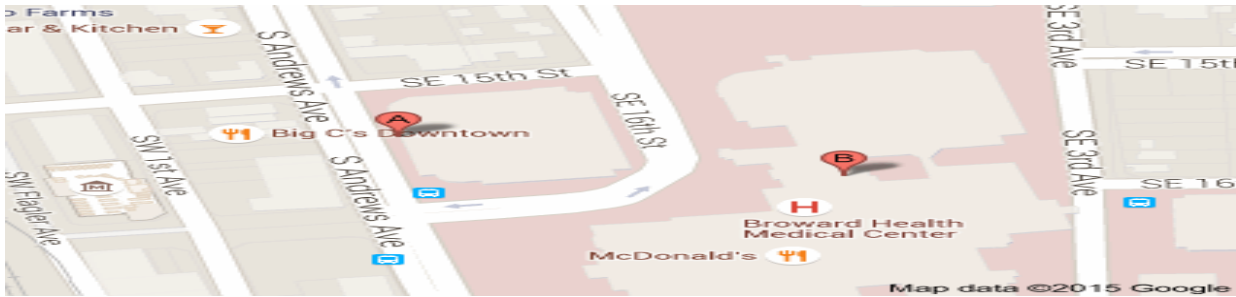 o Farms
ar & Kitchen
S Andrews Ave
SE 15th St
SE 3rd Ave
SE 15th
A
Big C's Downtown
SE 16th St
SW 1st Ave
S Andrews Ave
B
SE 3rd Ave
SE 16
SW Flagler Ave
H
Broward Health
Medical Center
McDonald's
Map data ©2015 Google